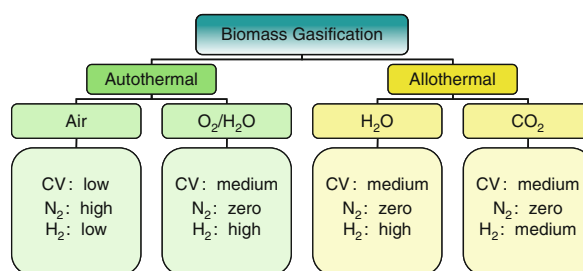 Biomass Gasification
Autothermal
Allothermal
Air
O₂/H₂O
H₂O
CO₂
CV: low
N₂: high
H₂: low
CV: medium
N₂: zero
H₂: high
CV: medium
N₂: zero
H₂: high
CV: medium
N₂: zero
H₂: medium